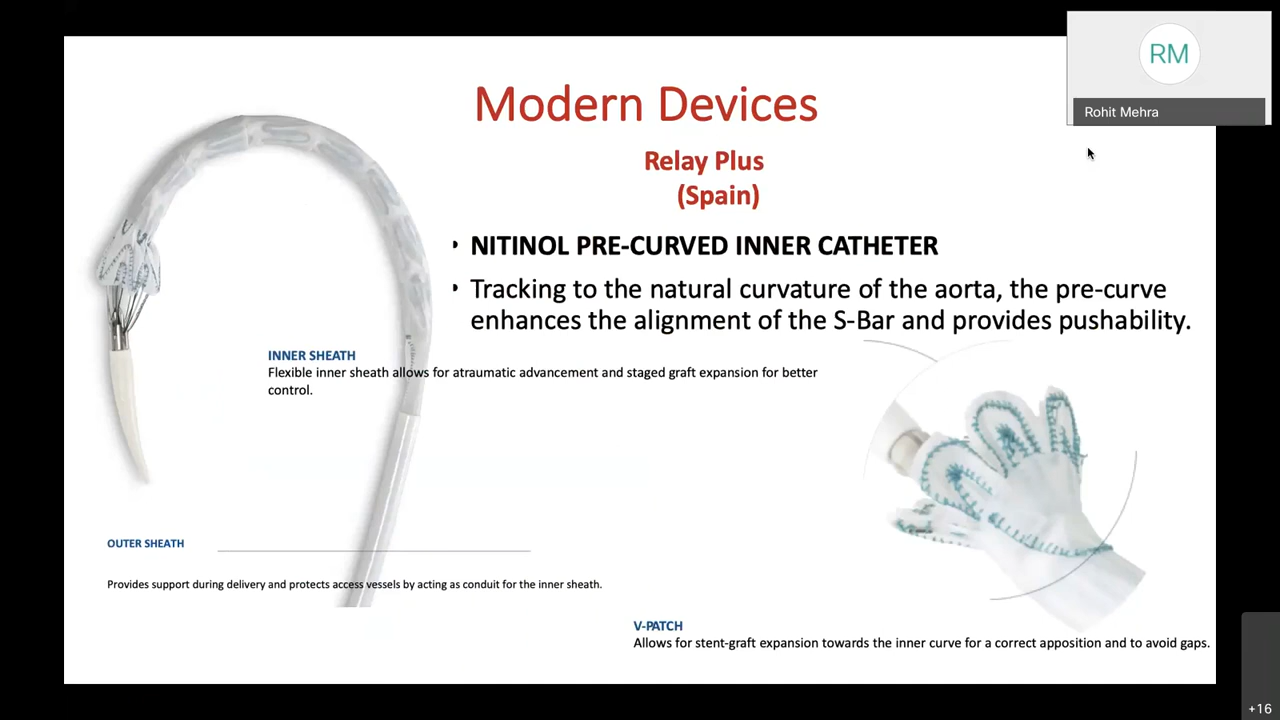 RM
Rohit Mehra
Modern Devices
Relay Plus
(Spain)
NITINOL PRE-CURVED INNER CATHETER
Tracking to the natural curvature of the aorta, the pre-curve
enhances the alignment of the S-Bar and provides pushability.
INNER SHEATH
Flexible inner sheath allows for atraumatic advancement and staged graft expansion for better
control.
OUTER SHEATH
Provides support during delivery and protects access vessels by acting as conduit for the inner sheath.
V-PATCH
Allows for stent-graft expansion towards the inner curve for a correct apposition and to avoid gaps.
+16